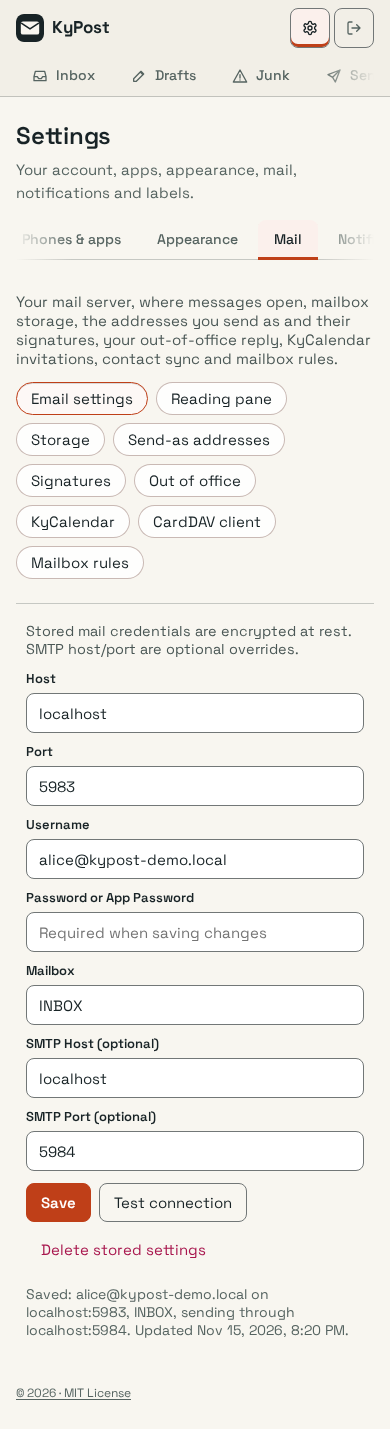 KyPost
Inbox
Drafts
Junk
Settings
Your account, apps, appearance, mail,
notifications and labels.
Phones & apps
Appearance
Mail
Your mail server, where messages open, mailbox
storage, the addresses you send as and their
signatures, your out-of-office reply, KyCalendar
invitations, contact sync and mailbox rules.
Email settings
Reading pane
Storage
Send-as addresses
Signatures
Out of office
KyCalendar
CardDAV client
Mailbox rules
Stored mail credentials are encrypted at rest.
SMTP host/port are optional overrides.
Host
localhost
Port
5983
Username
alice@kypost-demo.local
Password or App Password
Required when saving changes
Mailbox
INBOX
SMTP Host (optional)
localhost
SMTP Port (optional)
5984
Save
Test connection
Delete stored settings
Saved: alice@kypost-demo.local on
localhost:5983, INBOX, sending through
localhost:5984. Updated Nov 15, 2026, 8:20 PM.
© 2026 · MIT License